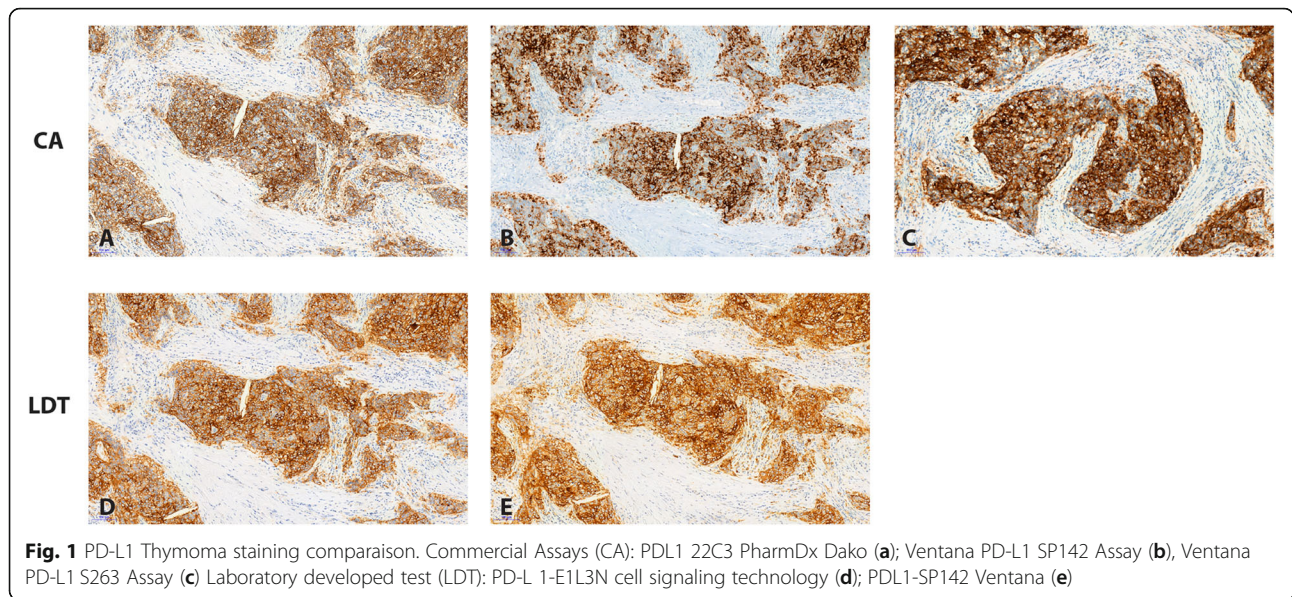 CA
A
B
C
LDT
D
E
Fig. 1 PD-L1 Thymoma staining comparaison. Commercial Assays (CA): PDL1 22C3 PharmDx Dako (a); Ventana PD-L1 SP142 Assay (b), Ventana
PD-L1 S263 Assay (c) Laboratory developed test (LDT): PD-L 1-E1L3N cell signaling technology (d); PDL1-SP142 Ventana (e)